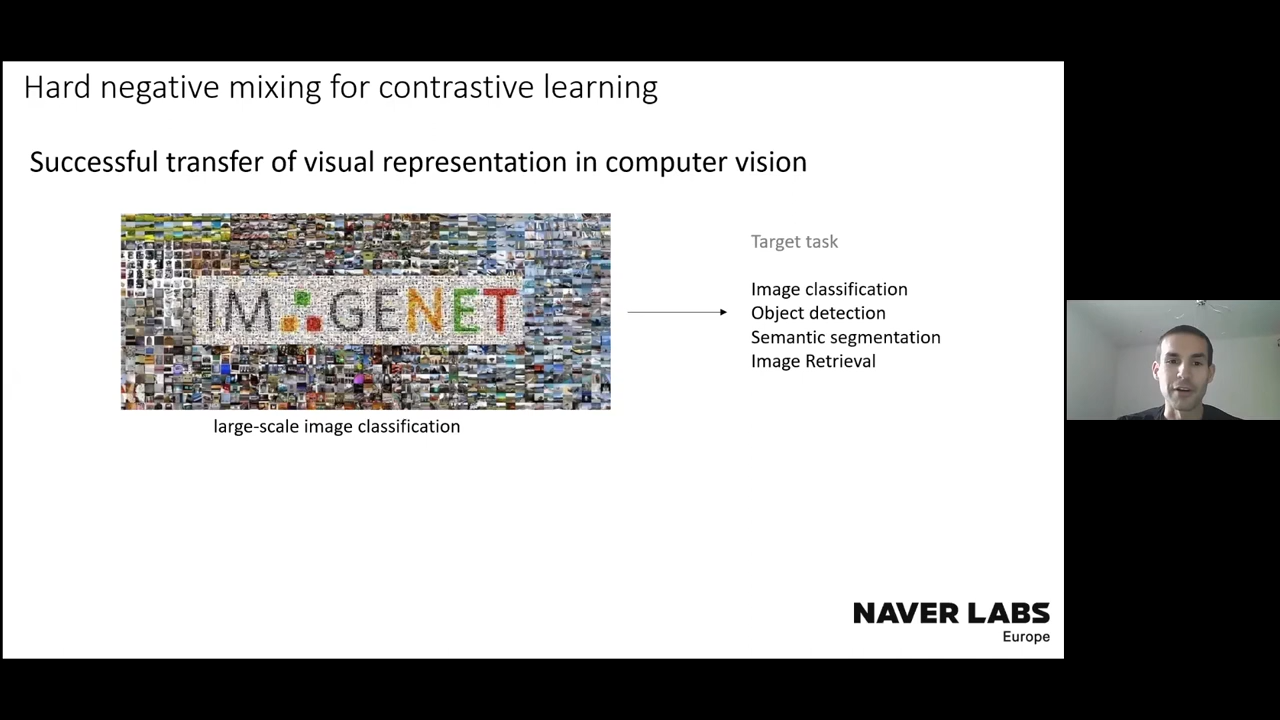 Hard negative mixing for contrastive learning
Successful transfer of visual representation in computer vision
IMAGENET
large-scale image classification
Target task
Image classification
Object detection
Semantic segmentation
Image Retrieval
NAVER LABS
Europe